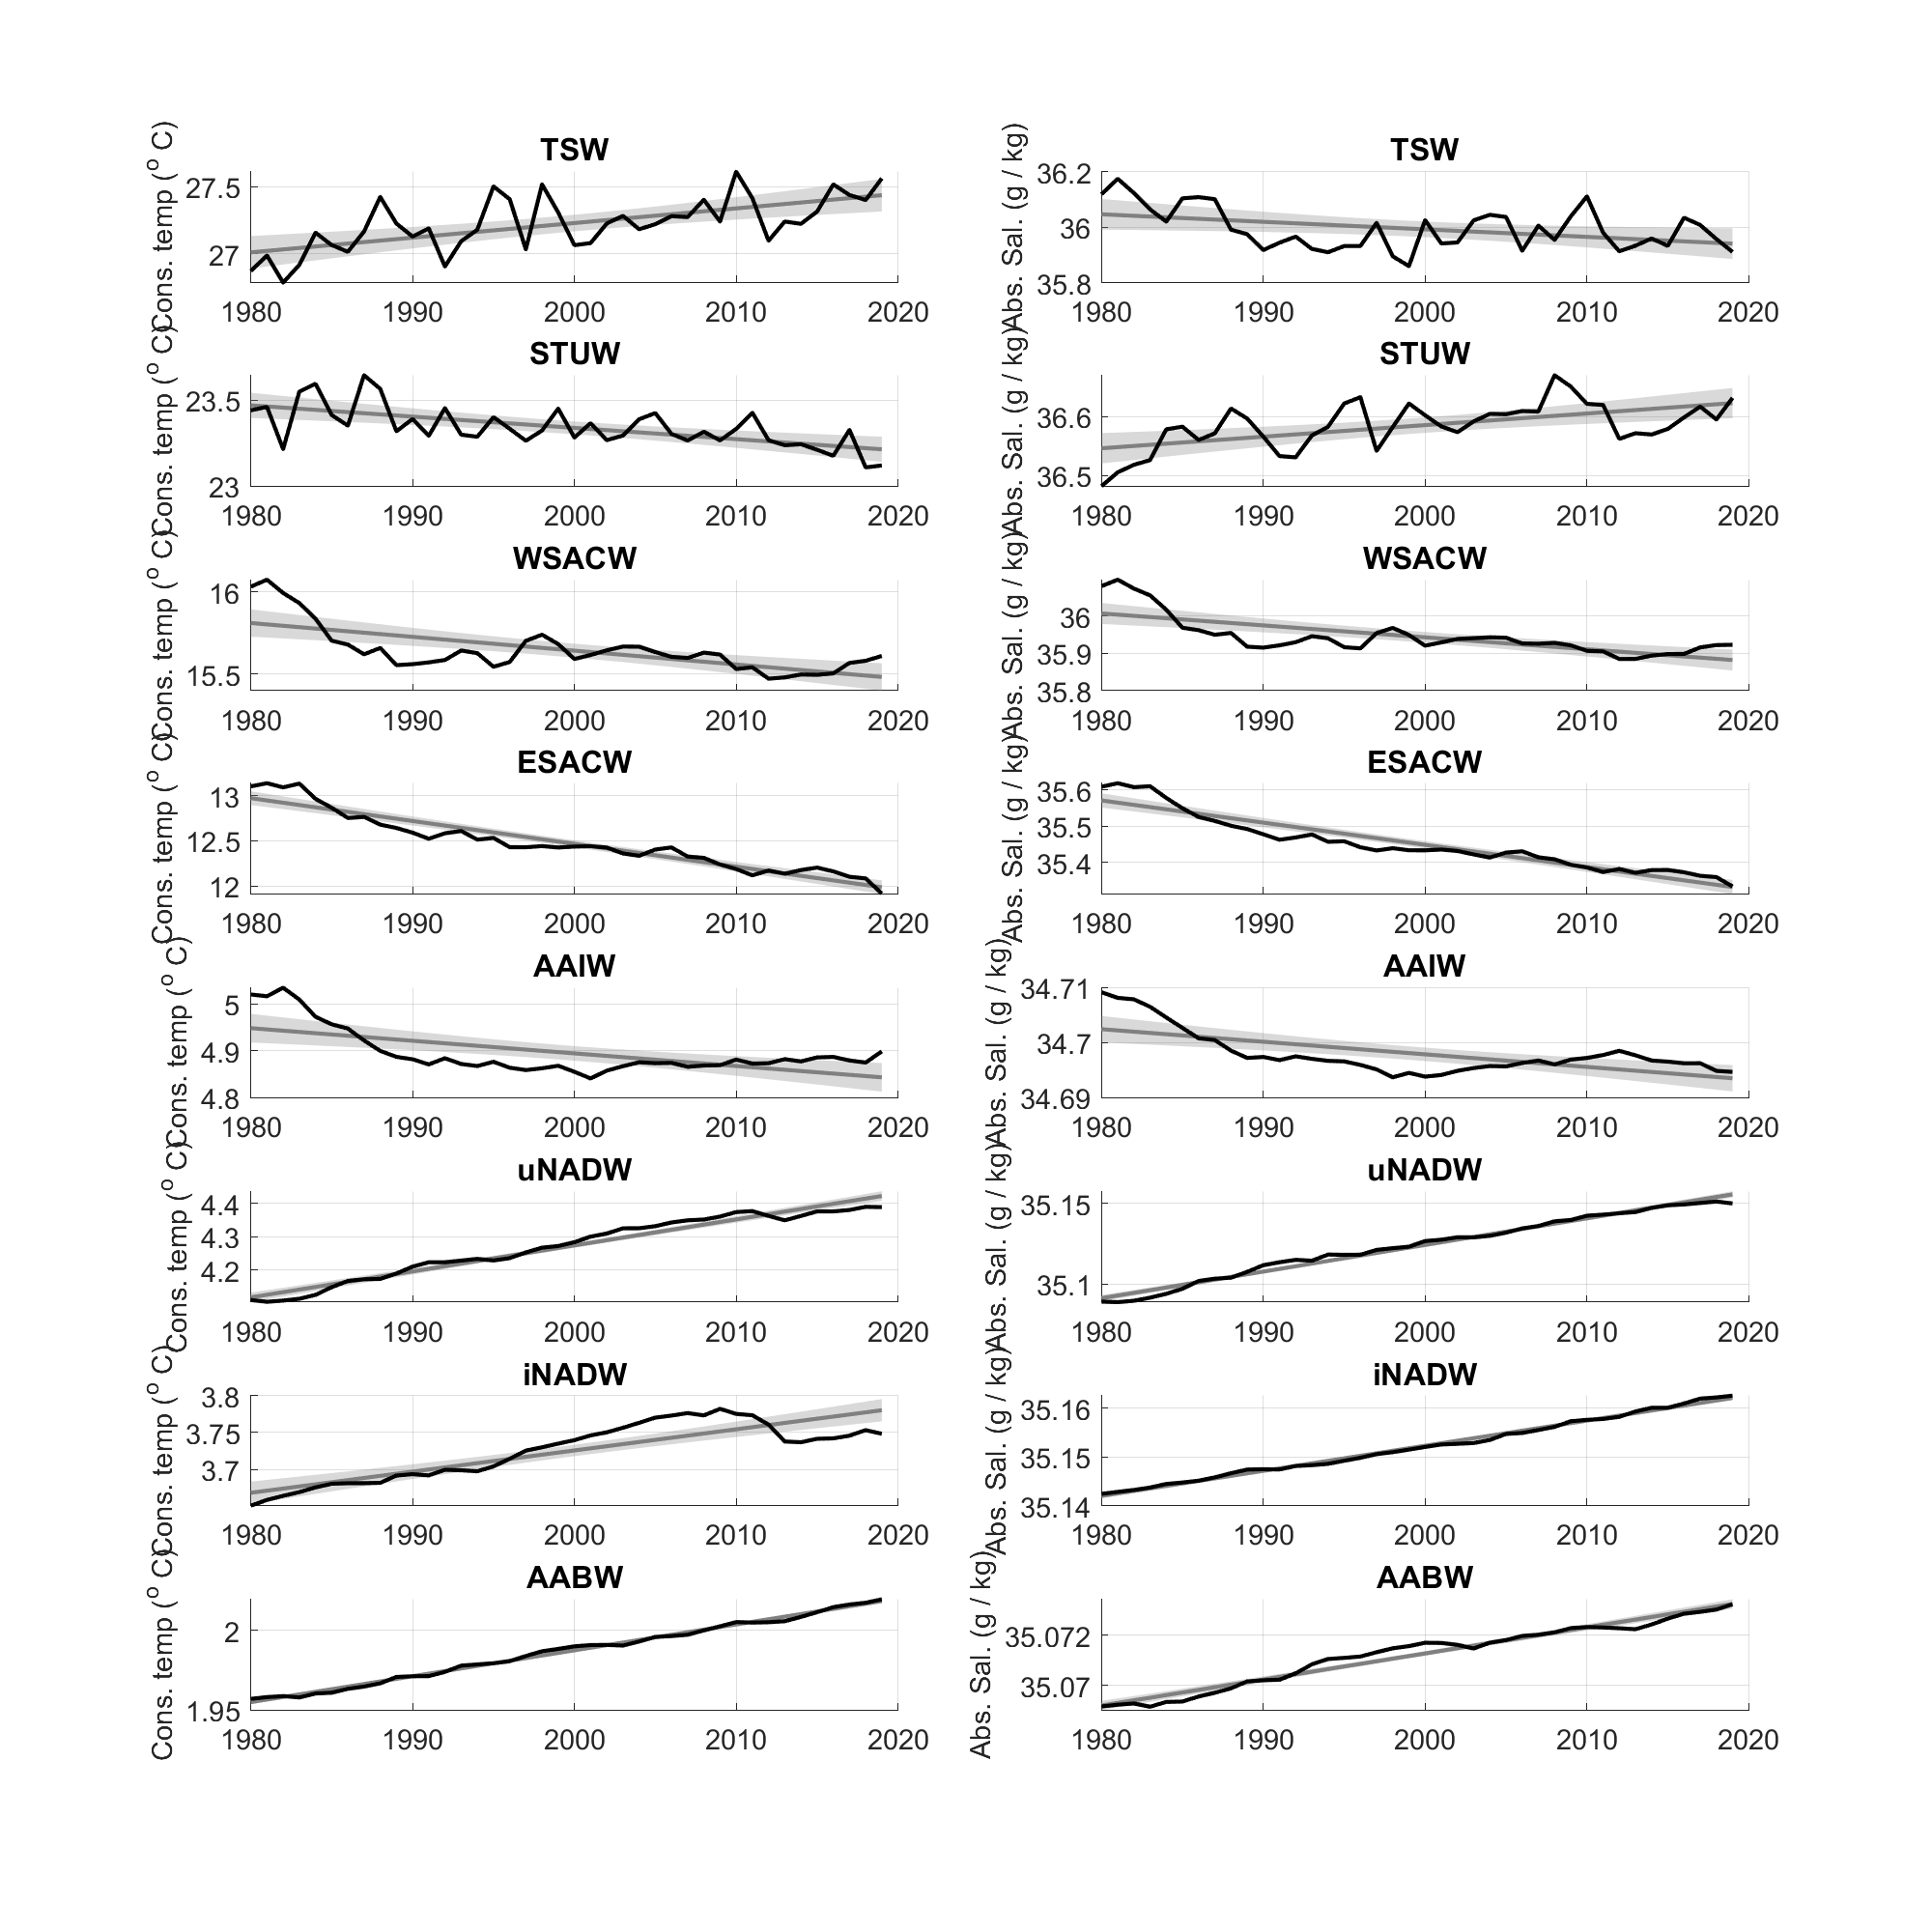 TSW
Cons. temp (° C)
27.5
27
1980 1990 2000 2010 2020
TSW
Abs. Sal. (g / kg)
36.2
36
35.8
1980 1990 2000 2010 2020
STUW
Cons. temp (° C)
23.5
23
1980 1990 2000 2010 2020
STUW
Abs. Sal. (g / kg)
36.6
36.5
1980 1990 2000 2010 2020
WSACW
Cons. temp (° C)
16
15.5
1980 1990 2000 2010 2020
WSACW
Abs. Sal. (g / kg)
36
35.9
35.8
1980 1990 2000 2010 2020
ESACW
Cons. temp (° C)
13
12.5
12
1980 1990 2000 2010 2020
ESACW
Abs. Sal. (g / kg)
35.6
35.5
35.4
1980 1990 2000 2010 2020
AAIW
Cons. temp (° C)
5
4.9
4.8
1980 1990 2000 2010 2020
AAIW
Abs. Sal. (g / kg)
34.71
34.7
34.69
1980 1990 2000 2010 2020
uNADW
Cons. temp (° C)
4.4
4.3
4.2
1980 1990 2000 2010 2020
uNADW
Abs. Sal. (g / kg)
35.15
35.1
1980 1990 2000 2010 2020
iNADW
Cons. temp (° C)
3.8
3.75
3.7
1980 1990 2000 2010 2020
iNADW
Abs. Sal. (g / kg)
35.16
35.15
35.14
1980 1990 2000 2010 2020
AABW
Cons. temp (° C)
2
1.95
1980 1990 2000 2010 2020
AABW
Abs. Sal. (g / kg)
35.072
35.07
1980 1990 2000 2010 2020